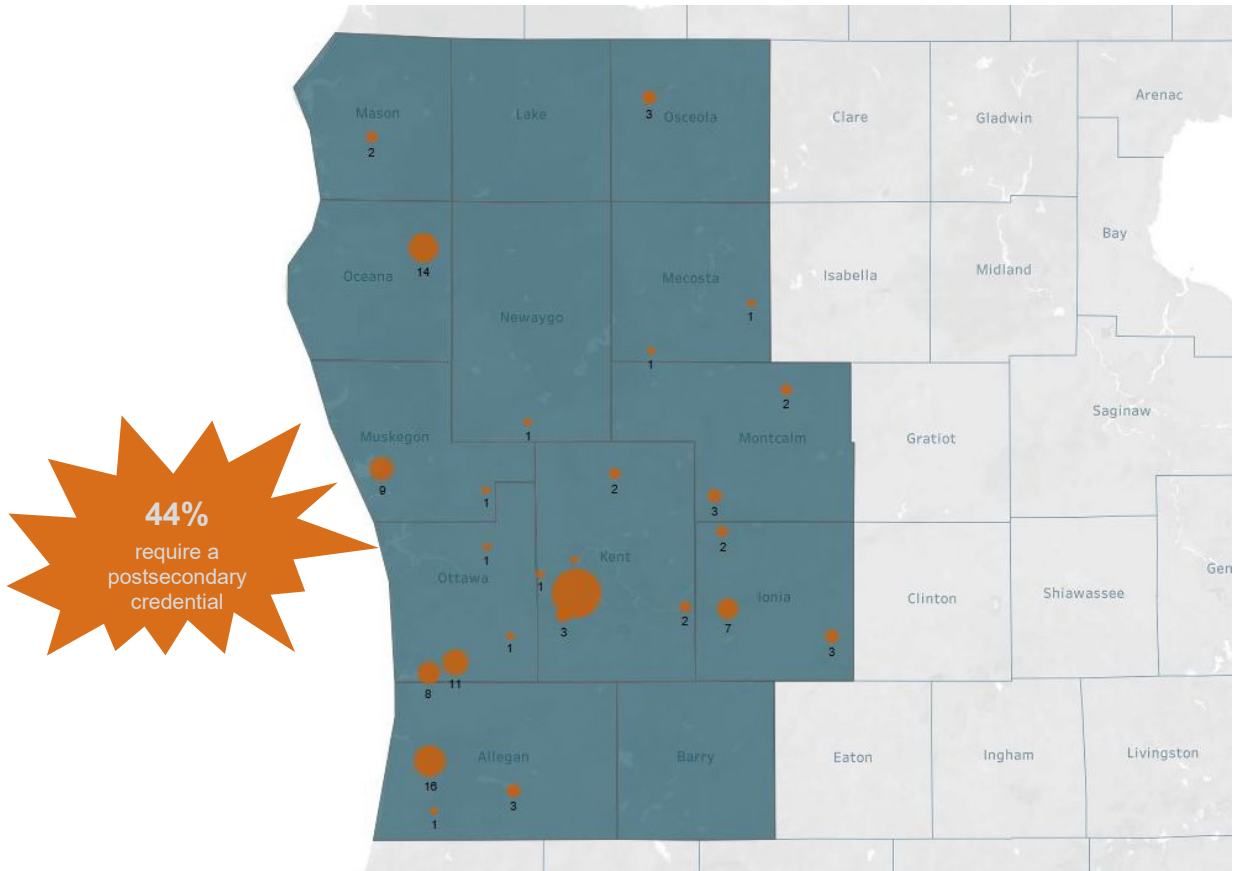 Arenac
Mason
Lake
3
Osceola
Clare
Gladwin
2
Bay
Oceana
14
Mecosta
Isabella
Midland
1
Newaygo
1
2
Saginaw
1
Muskegon
Montcalm
Gratiot
9
1
2
3
44%
require a
postsecondary
credential
2
1
Kent
Ottawa
1
Gen
Ionia
Clinton
Shiawassee
3
2
7
1
3
8
11
Allegan
Barry
Eaton
Ingham
Livingston
16
3
1